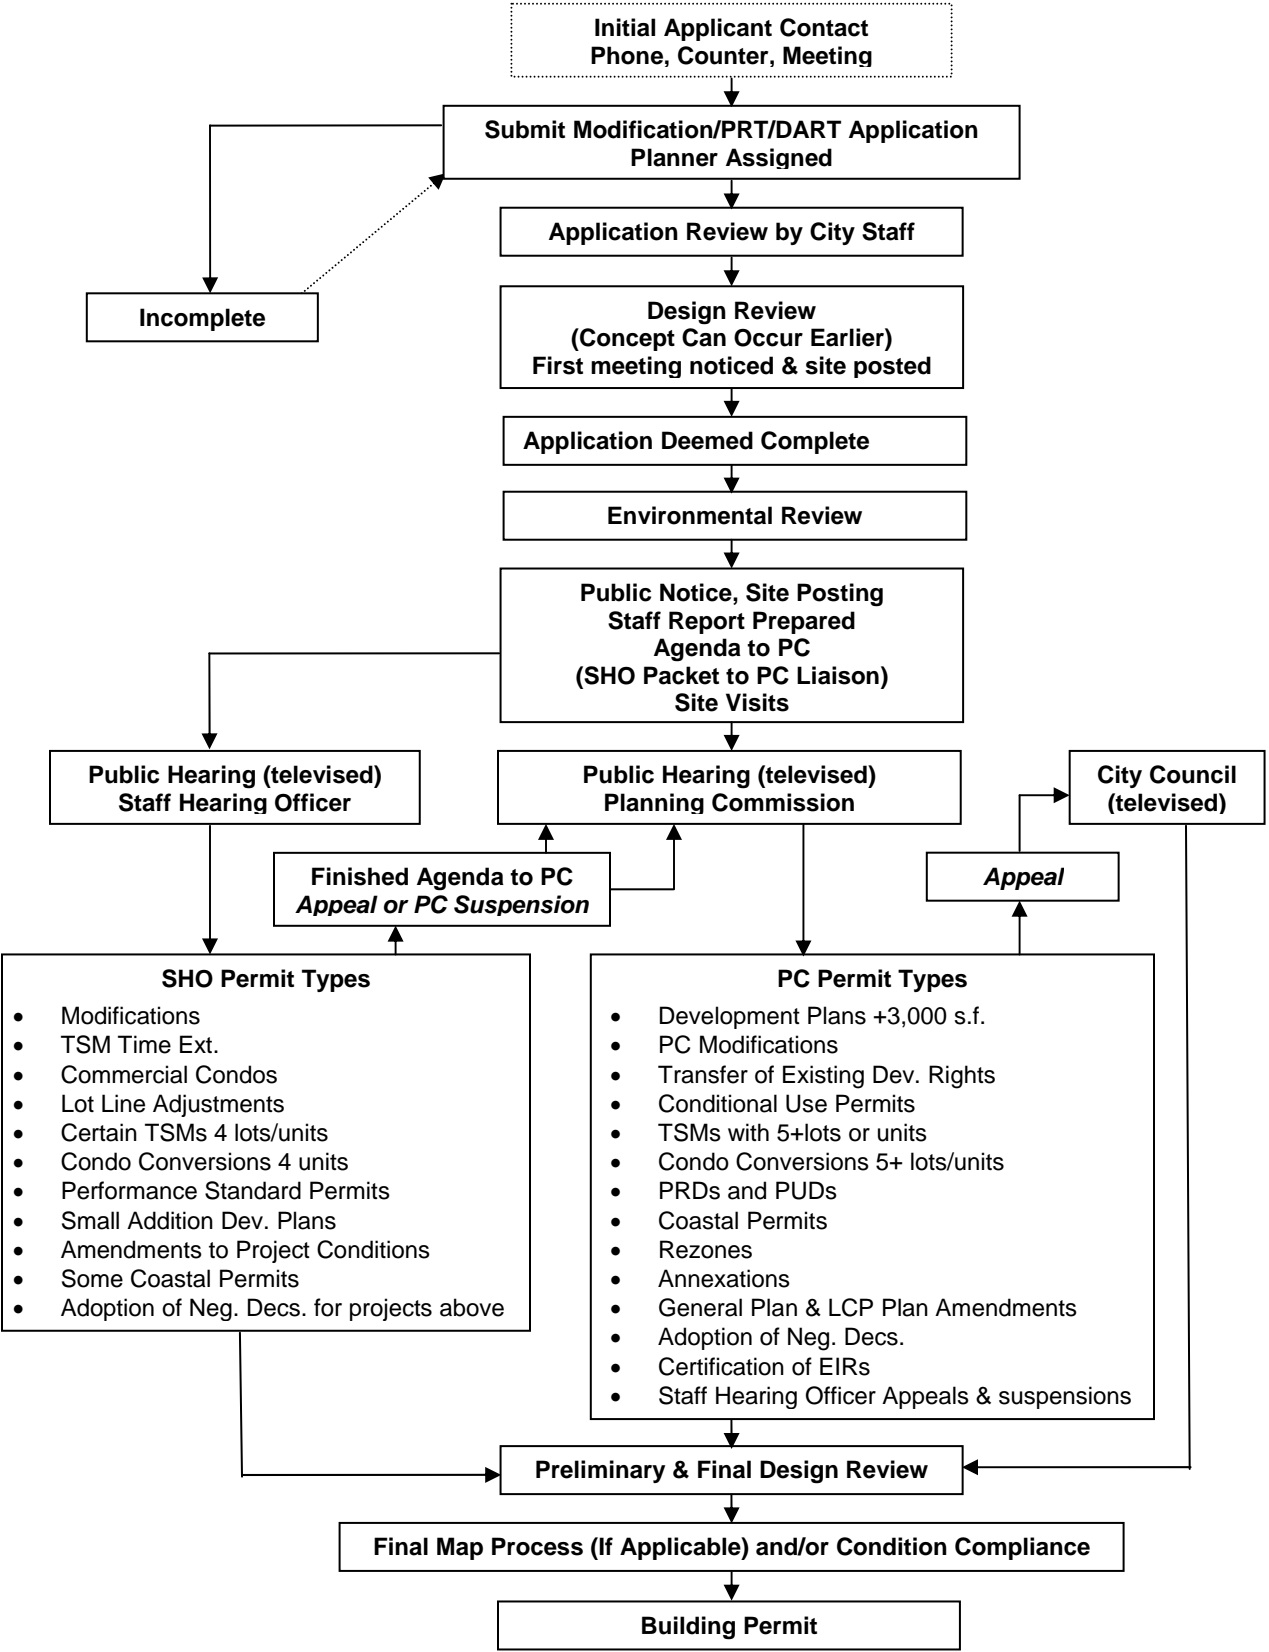 Initial Applicant Contact
Phone, Counter, Meeting
Submit Modification/PRT/DART Application
Planner Assigned
Application Review by City Staff
Incomplete
Design Review
(Concept Can Occur Earlier)
First meeting noticed & site posted
Application Deemed Complete
Environmental Review
Public Notice, Site Posting
Staff Report Prepared
Agenda to PC
(SHO Packet to PC Liaison)
Site Visits
Public Hearing (televised)
Staff Hearing Officer
Public Hearing (televised)
Planning Commission
City Council
(televised)
Finished Agenda to PC
Appeal or PC Suspension
Appeal
SHO Permit Types
• Modifications
• TSM Time Ext.
• Commercial Condos
• Lot Line Adjustments
• Certain TSMs 4 lots/units
• Condo Conversions 4 units
• Performance Standard Permits
• Small Addition Dev. Plans
• Amendments to Project Conditions
• Some Coastal Permits
• Adoption of Neg. Decs. for projects above
PC Permit Types
• Development Plans +3,000 s.f.
• PC Modifications
• Transfer of Existing Dev. Rights
• Conditional Use Permits
• TSMs with 5+lots or units
• Condo Conversions 5+ lots/units
• PRDs and PUDs
• Coastal Permits
• Rezones
• Annexations
• General Plan & LCP Plan Amendments
• Adoption of Neg. Decs.
• Certification of EIRs
• Staff Hearing Officer Appeals & suspensions
Preliminary & Final Design Review
Final Map Process (If Applicable) and/or Condition Compliance
Building Permit